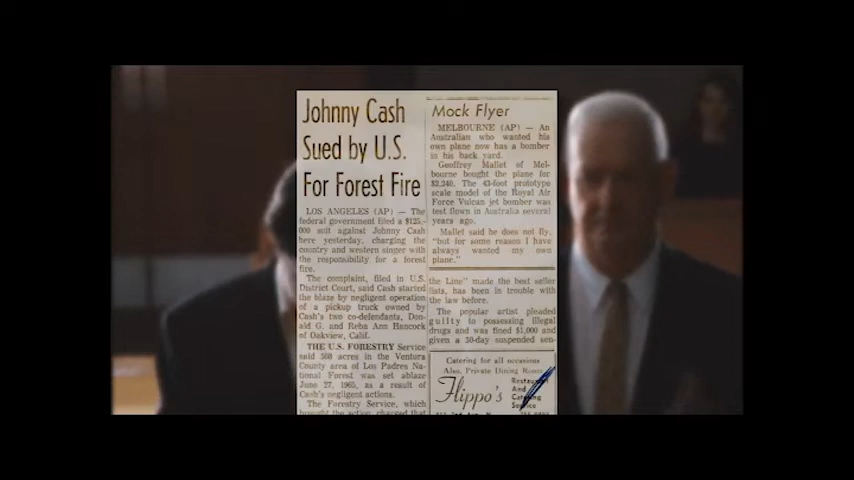 Johnny Cash
Sued by U.S.
For Forest Fire
LOS ANGELES (AP) — The
federal government filed a $125,-
000 suit against Johnny Cash
here yesterday, charging the
country and western singer with
the responsibility for a forest
fire.
The complaint, filed in U.S.
District Court, said Cash started
the blaze by negligent operation
of a pickup truck owned by
Cash's two co-defendants, Don-
ald G. and Reba Ann Hancock
of Oakview, Calif.
THE U.S. FORESTRY Service
said 508 acres in the Ventura
County area of Los Padres Na-
tional Forest was set ablaze
June 27, 1965, as a result of
Cash's negligent actions.
The Forestry Service, which
brought the action, charged that
Mock Flyer
MELBOURNE (AP) — An
Australian who wanted his
own plane now has a bomber
in his back yard.
Geoffrey Mallet of Mel-
bourne bought the plane for
$2,240. The 43-foot prototype
scale model of the Royal Air
Force Vulcan jet bomber was
test flown in Australia several
years ago.
Mallet said he does not fly,
"but for some reason I have
always wanted my own
plane."
the Line" made the best seller
lists, has been in trouble with
the law before.
The popular artist pleaded
guilty to possessing illegal
drugs and was fined $1,000 and
given a 30-day suspended sen-
Catering for all occasions
Also, Private Dining Room
Flippo's
Restaurant
And
Catering
Service